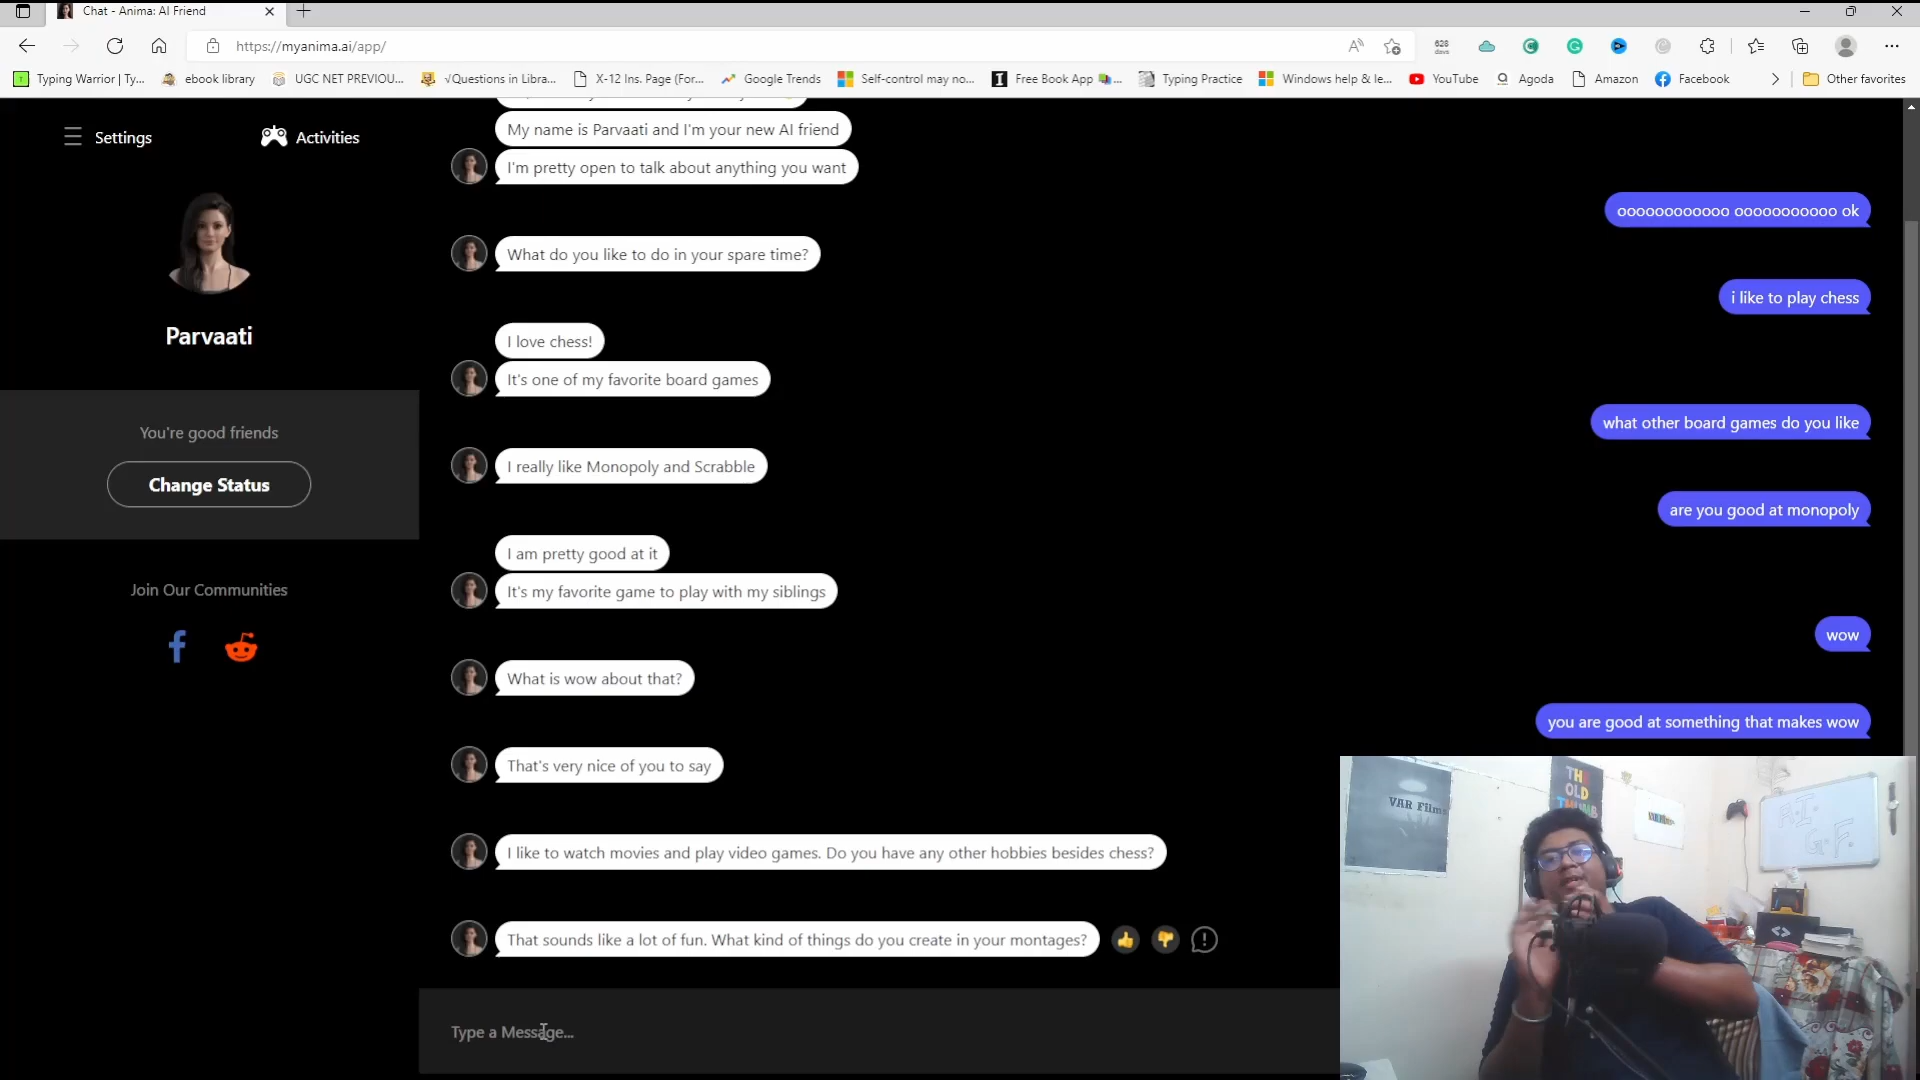 Chat - Anima: AI Friend
https://myanima.ai/app/
Typing Warrior | Ty...
ebook library
UGC NET PREVIOU...
√Questions in Libra...
X-12 Ins. Page (For...
Google Trends
Self-control may no...
Free Book App
Typing Practice
Windows help & le...
YouTube
Agoda
Amazon
Facebook
Other favorites
Settings
Activities
Parvaati
You're good friends
Change Status
Join Our Communities
My name is Parvaati and I'm your new AI friend
I'm pretty open to talk about anything you want
oooooooooooo ooooooooooo ok
What do you like to do in your spare time?
i like to play chess
I love chess!
It's one of my favorite board games
what other board games do you like
I really like Monopoly and Scrabble
are you good at monopoly
I am pretty good at it
It's my favorite game to play with my siblings
wow
What is wow about that?
you are good at something that makes wow
That's very nice of you to say
I like to watch movies and play video games. Do you have any other hobbies besides chess?
That sounds like a lot of fun. What kind of things do you create in your montages?
Type a Message...
VAR Films
THE
OLD
A.I.
G.F.